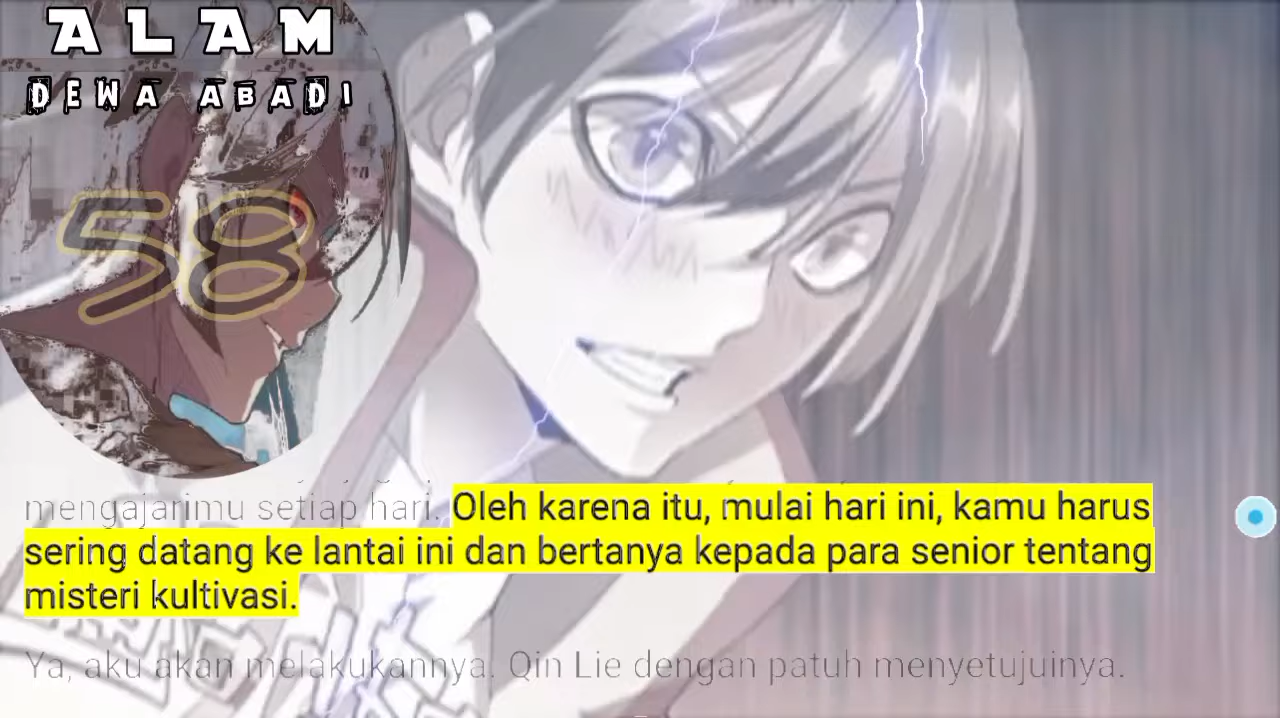 ALAM
DEWA ABADI
58
mengajarimu setiap hari. Oleh karena itu, mulai hari ini, kamu harus
sering datang ke lantai ini dan bertanya kepada para senior tentang
misteri kultivasi.
Ya, aku akan melakukannya. Qin Lie dengan patuh menyetujuinya.